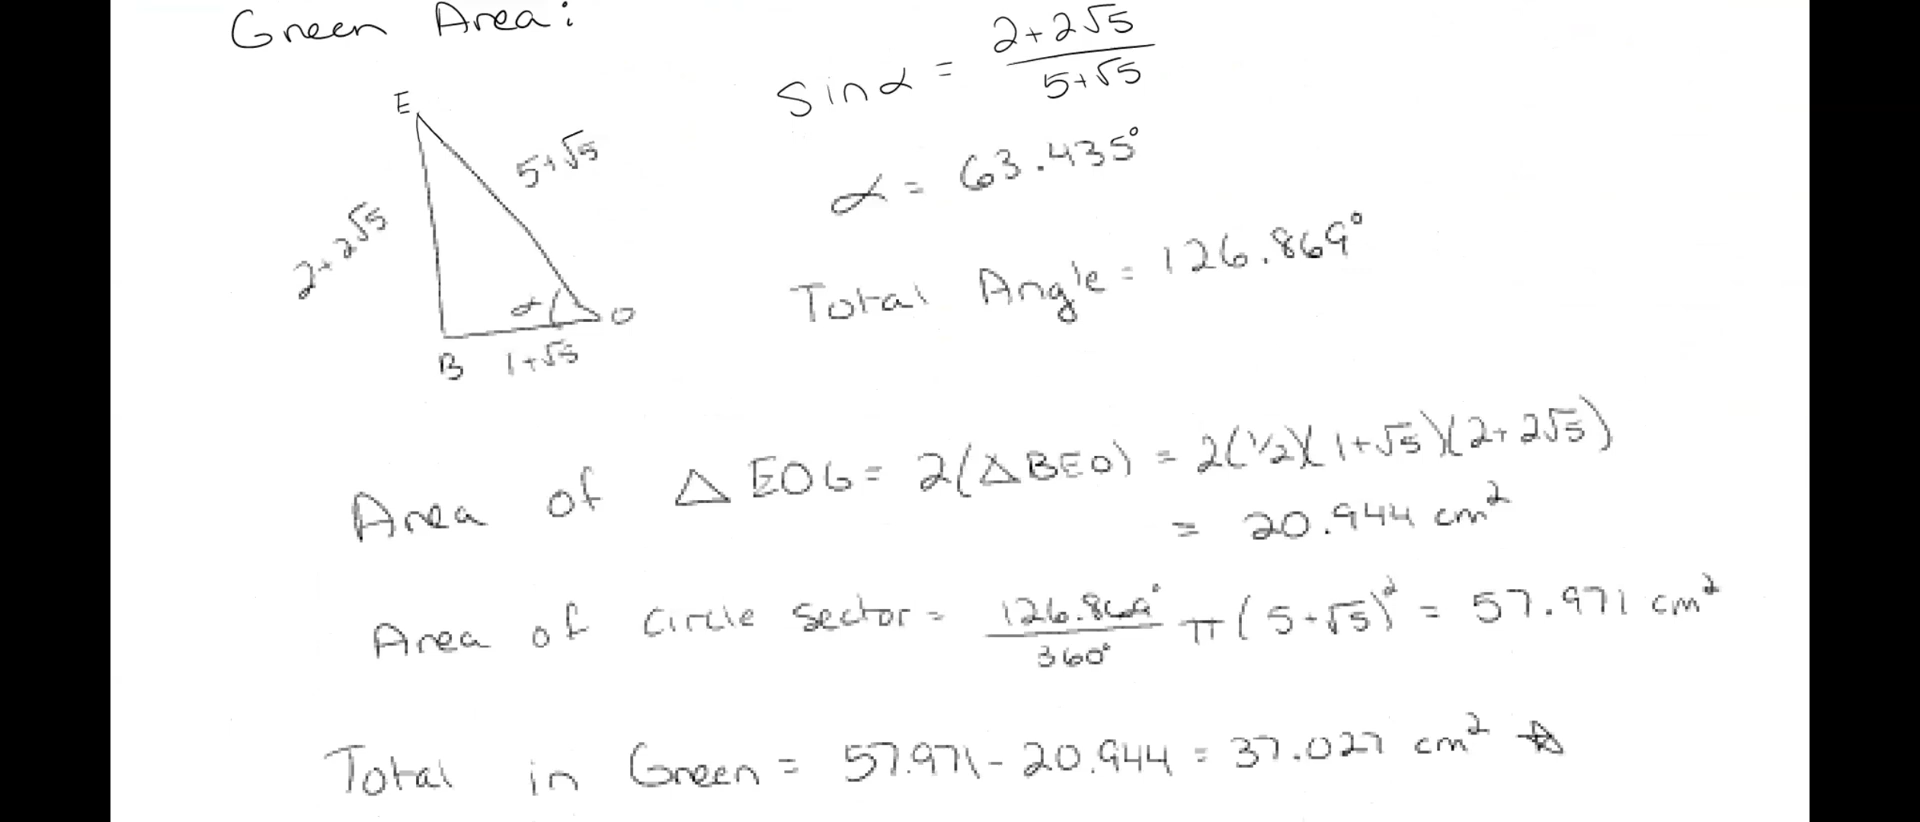 Green Area:
sin α = (2+2√5)/(5+√5)
E
5+√5
2+2√5
α
O
B
1+√5
α = 63.435°
Total Angle = 126.869°
Area of △ EOG = 2(△BEO) = 2(1/2)(1+√5)(2+2√5)
= 20.944 cm²
Area of circle sector = 126.869°/360° π(5+√5)² = 57.971 cm²
Total in Green = 57.971 - 20.944 = 37.027 cm² ☆